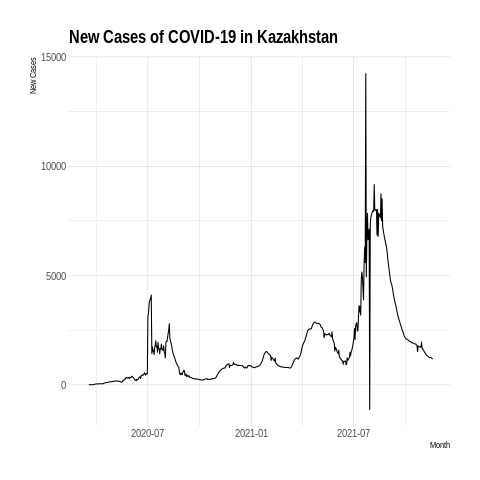 New Cases of COVID-19 in Kazakhstan
New Cases
15000
10000
5000
0
2020-07
2021-01
2021-07
Month